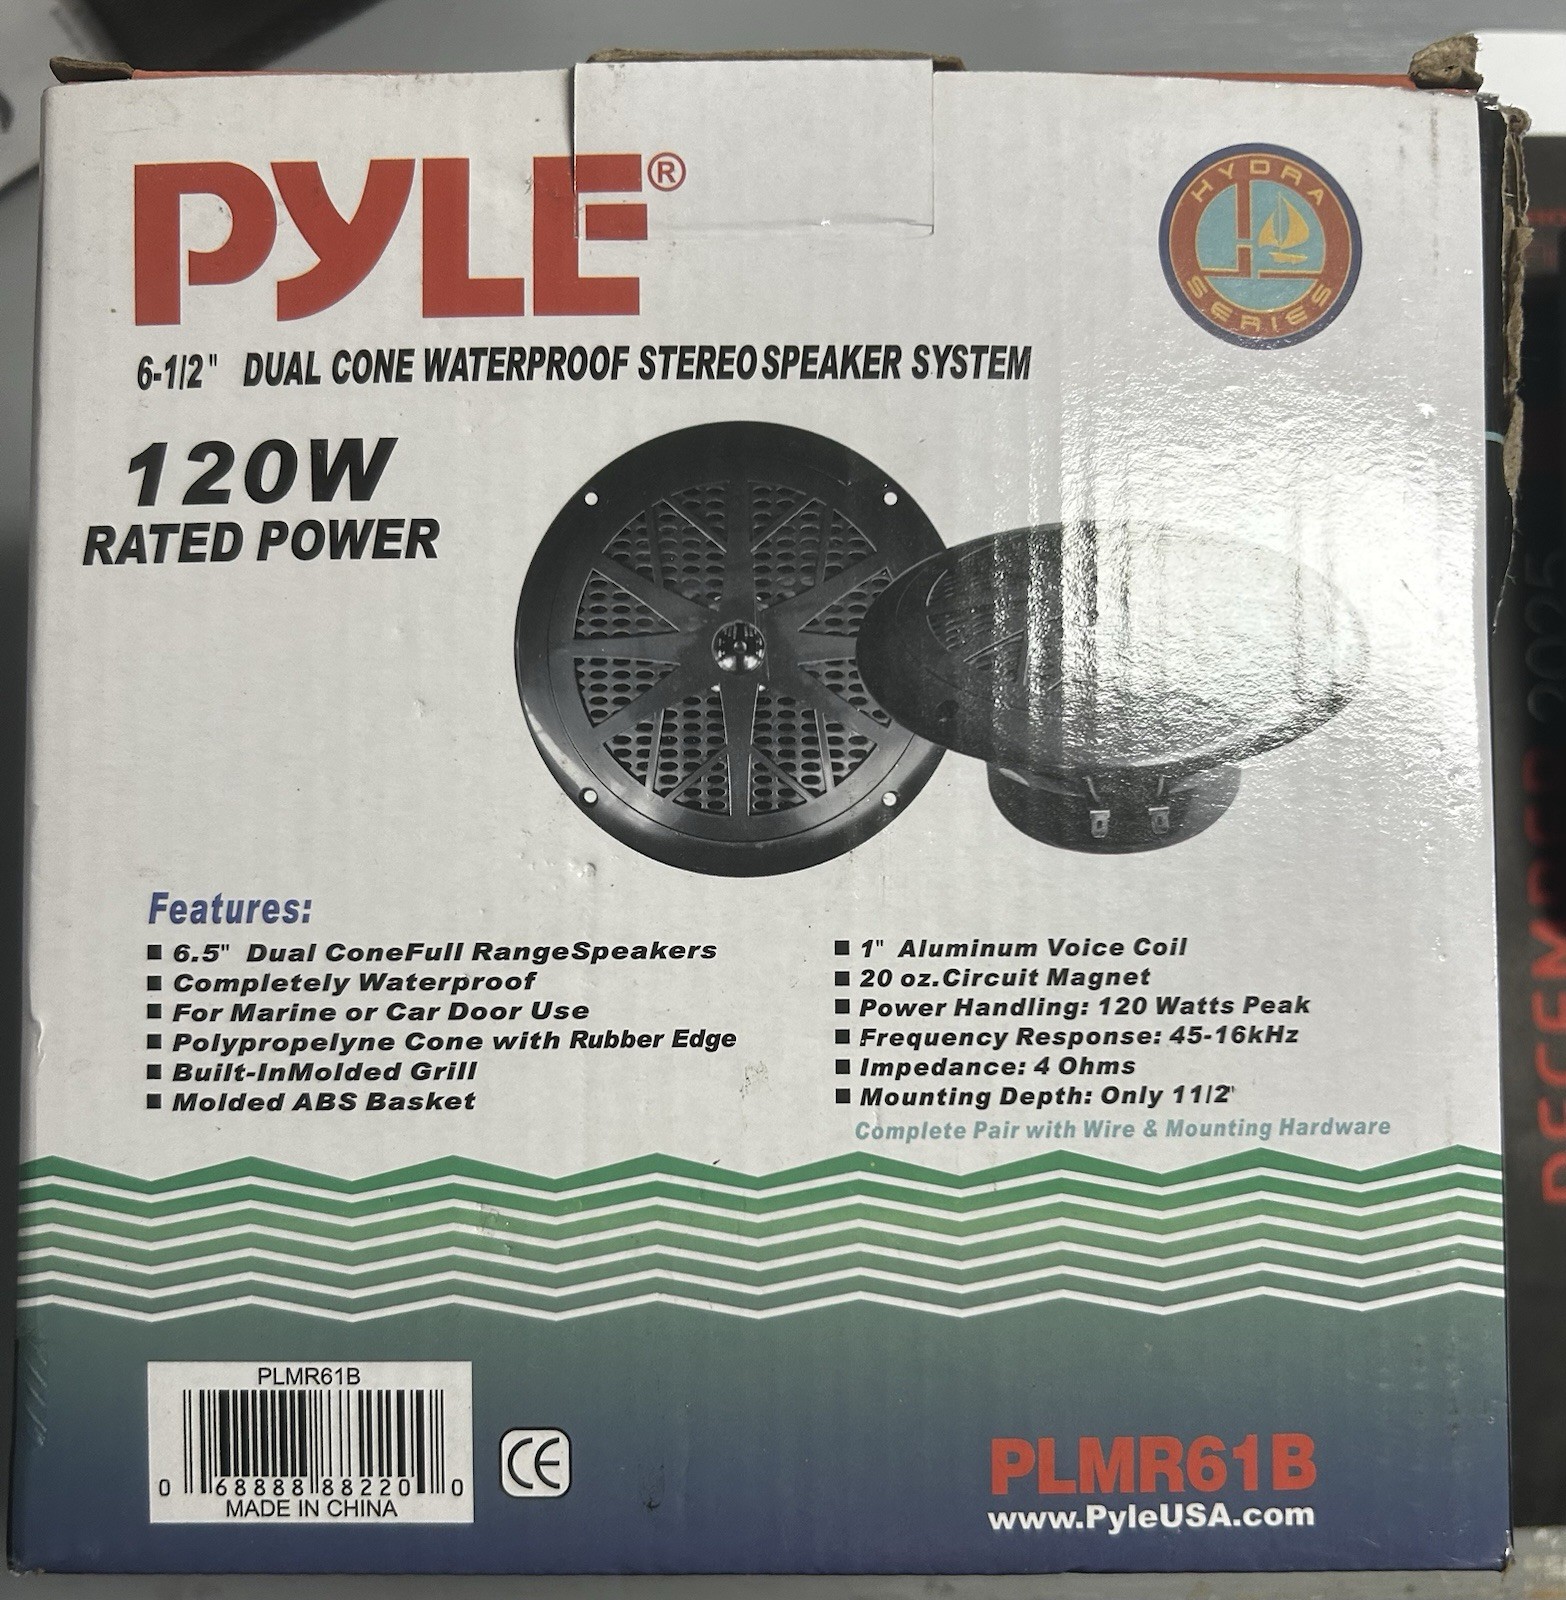 PYLE®
HYDRA
SERIES
6-1/2" DUAL CONE WATERPROOF STEREO SPEAKER SYSTEM
120W
RATED POWER
Features:
■ 6.5" Dual ConeFull RangeSpeakers
■ Completely Waterproof
■ For Marine or Car Door Use
■ Polypropelyne Cone with Rubber Edge
■ Built-InMolded Grill
■ Molded ABS Basket
■ 1" Aluminum Voice Coil
■ 20 oz.Circuit Magnet
■ Power Handling: 120 Watts Peak
■ Frequency Response: 45-16kHz
■ Impedance: 4 Ohms
■ Mounting Depth: Only 11/2"
Complete Pair with Wire & Mounting Hardware
PLMR61B
0 68888 88220 0
MADE IN CHINA
CE
PLMR61B
www.PyleUSA.com
DECEMBER 2025